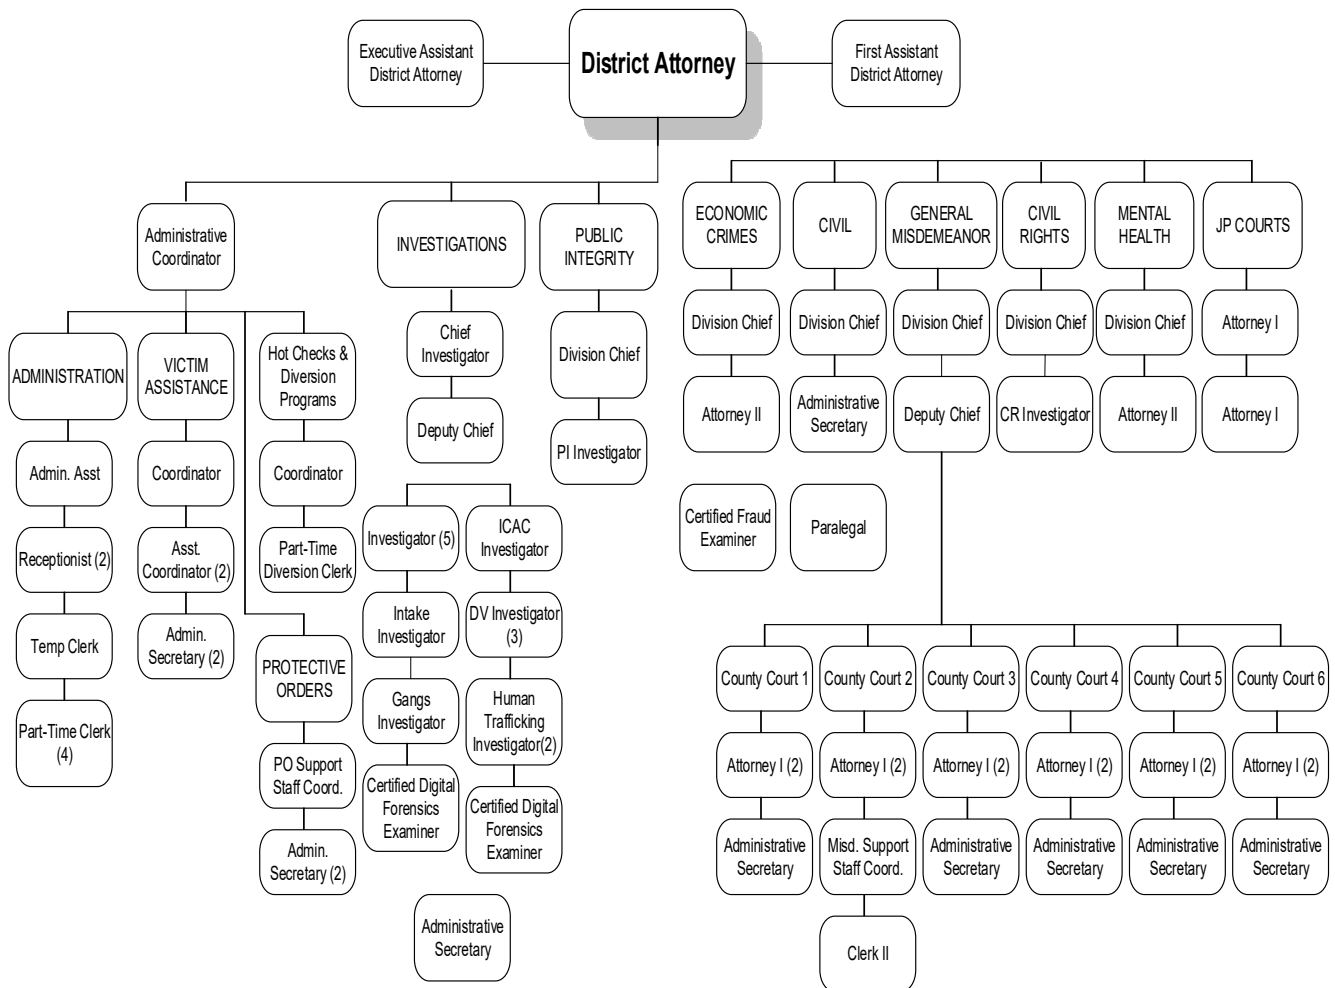 Executive Assistant
District Attorney
District Attorney
First Assistant
District Attorney
Administrative
Coordinator
INVESTIGATIONS
PUBLIC
INTEGRITY
ECONOMIC
CRIMES
CIVIL
GENERAL
MISDEMEANOR
CIVIL
RIGHTS
MENTAL
HEALTH
JP COURTS
ADMINISTRATION
VICTIM
ASSISTANCE
Hot Checks &
Diversion
Programs
Chief
Investigator
Division Chief
Division Chief
Division Chief
Division Chief
Division Chief
Division Chief
Attorney I
Deputy Chief
PI Investigator
Attorney II
Administrative
Secretary
Deputy Chief
CR Investigator
Attorney II
Attorney I
Admin. Asst
Coordinator
Coordinator
Receptionist (2)
Asst.
Coordinator (2)
Part-Time
Diversion Clerk
Investigator (5)
ICAC
Investigator
Certified Fraud
Examiner
Paralegal
Temp Clerk
Admin.
Secretary (2)
Intake
Investigator
DV Investigator
(3)
PROTECTIVE
ORDERS
Gangs
Investigator
Human
Trafficking
Investigator(2)
County Court 1
County Court 2
County Court 3
County Court 4
County Court 5
County Court 6
Part-Time Clerk
(4)
PO Support
Staff Coord.
Certified Digital
Forensics
Examiner
Certified Digital
Forensics
Examiner
Attorney I (2)
Attorney I (2)
Attorney I (2)
Attorney I (2)
Attorney I (2)
Attorney I (2)
Admin.
Secretary (2)
Administrative
Secretary
Misd. Support
Staff Coord.
Administrative
Secretary
Administrative
Secretary
Administrative
Secretary
Administrative
Secretary
Administrative
Secretary
Clerk II